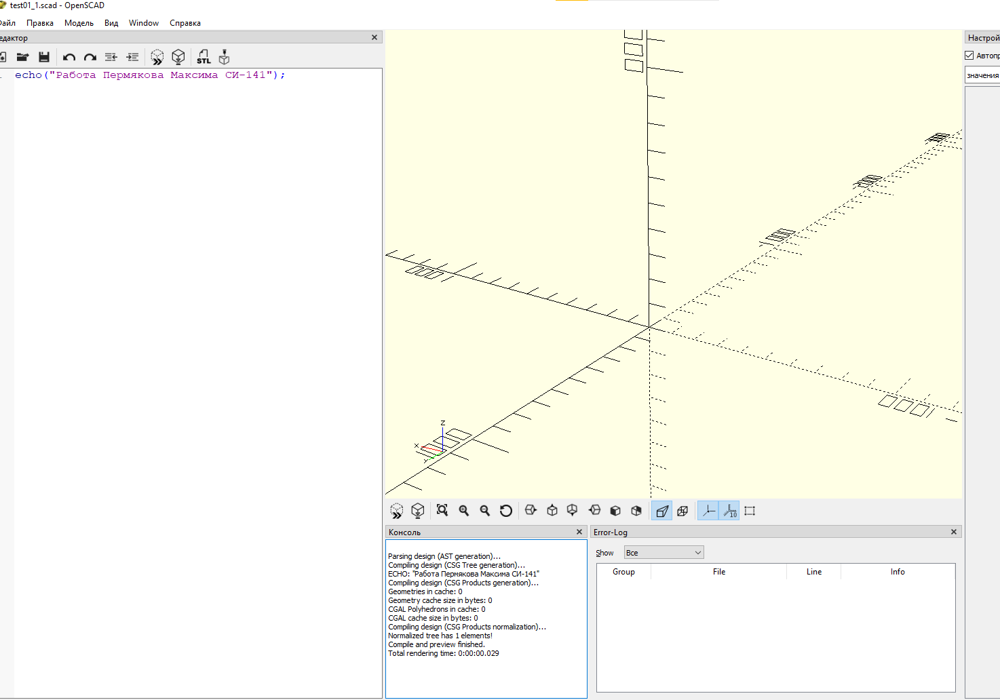 test01_1.scad - OpenSCAD
Файл Правка Модель Вид Window Справка
едактор
STL
echo("Работа Пермякова Максима СИ-141");
Настрой
Автопр
значения
Z
X
Y
10
Консоль
Parsing design (AST generation)...
Compiling design (CSG Tree generation)...
ECHO: "Работа Пермякова Максима СИ-141"
Compiling design (CSG Products generation)...
Geometries in cache: 0
Geometry cache size in bytes: 0
CGAL Polyhedrons in cache: 0
CGAL cache size in bytes: 0
Compiling design (CSG Products normalization)...
Normalized tree has 1 elements!
Compile and preview finished.
Total rendering time: 0:00:00.029
Error-Log
Show Все
Group File Line Info